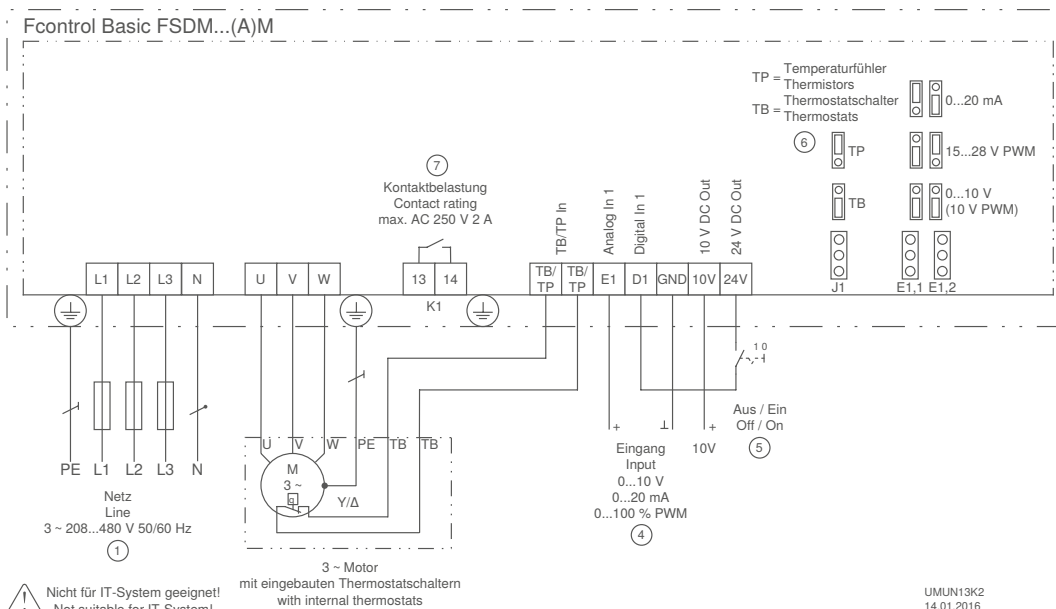 Fcontrol Basic FSDM...(A)M
TP = Temperaturfühler
Thermistors
TB = Thermostatschalter
Thermostats
6
0...20 mA
TP
15...28 V PWM
TB
0...10 V
(10 V PWM)
J1
E1,1 E1,2
7
Kontaktbelastung
Contact rating
max. AC 250 V 2 A
TB/TP In
Analog In 1
Digital In 1
10 V DC Out
24 V DC Out
L1 L2 L3 N
U V W
13 14
K1
TB/TP TB/TP E1 D1 GND 10V 24V
1 0
Aus / Ein
Off / On
5
+ ⊥ +
Eingang
Input
0...10 V
0...20 mA
0...100 % PWM
4
10V
PE L1 L2 L3 N
Netz
Line
3 ~ 208...480 V 50/60 Hz
1
U V W PE TB TB
M
3 ~
Y/Δ
3 ~ Motor
mit eingebauten Thermostatschaltern
with internal thermostats
Nicht für IT-System geeignet!
Not suitable for IT-System!
UMUN13K2
14.01.2016